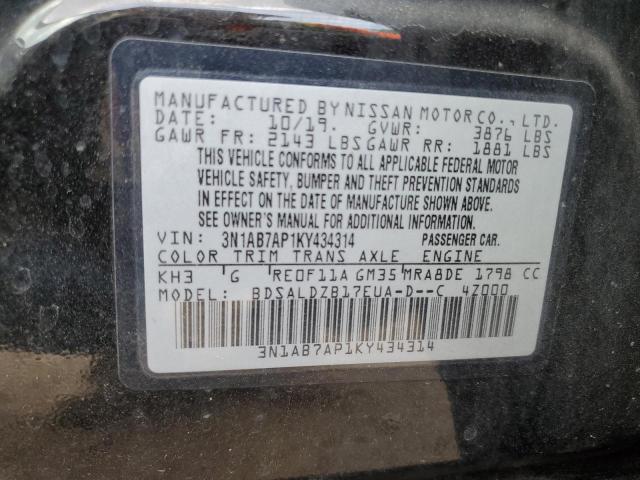 MANUFACTURED BY NISSAN MOTOR CO., LTD.
DATE: 10/19. GVWR: 3876 LBS
GAWR FR: 2143 LBS GAWR RR: 1881 LBS
THIS VEHICLE CONFORMS TO ALL APPLICABLE FEDERAL MOTOR
VEHICLE SAFETY, BUMPER AND THEFT PREVENTION STANDARDS
IN EFFECT ON THE DATE OF MANUFACTURE SHOWN ABOVE.
SEE OWNER'S MANUAL FOR ADDITIONAL INFORMATION.
VIN: 3N1AB7AP1KY434314 PASSENGER CAR.
COLOR TRIM TRANS AXLE ENGINE
KH3 G RE0F11A GM35 MRA8DE 1798 CC
MODEL: BDSALDZB17EUA-D--C 4Z000
3N1AB7AP1KY434314